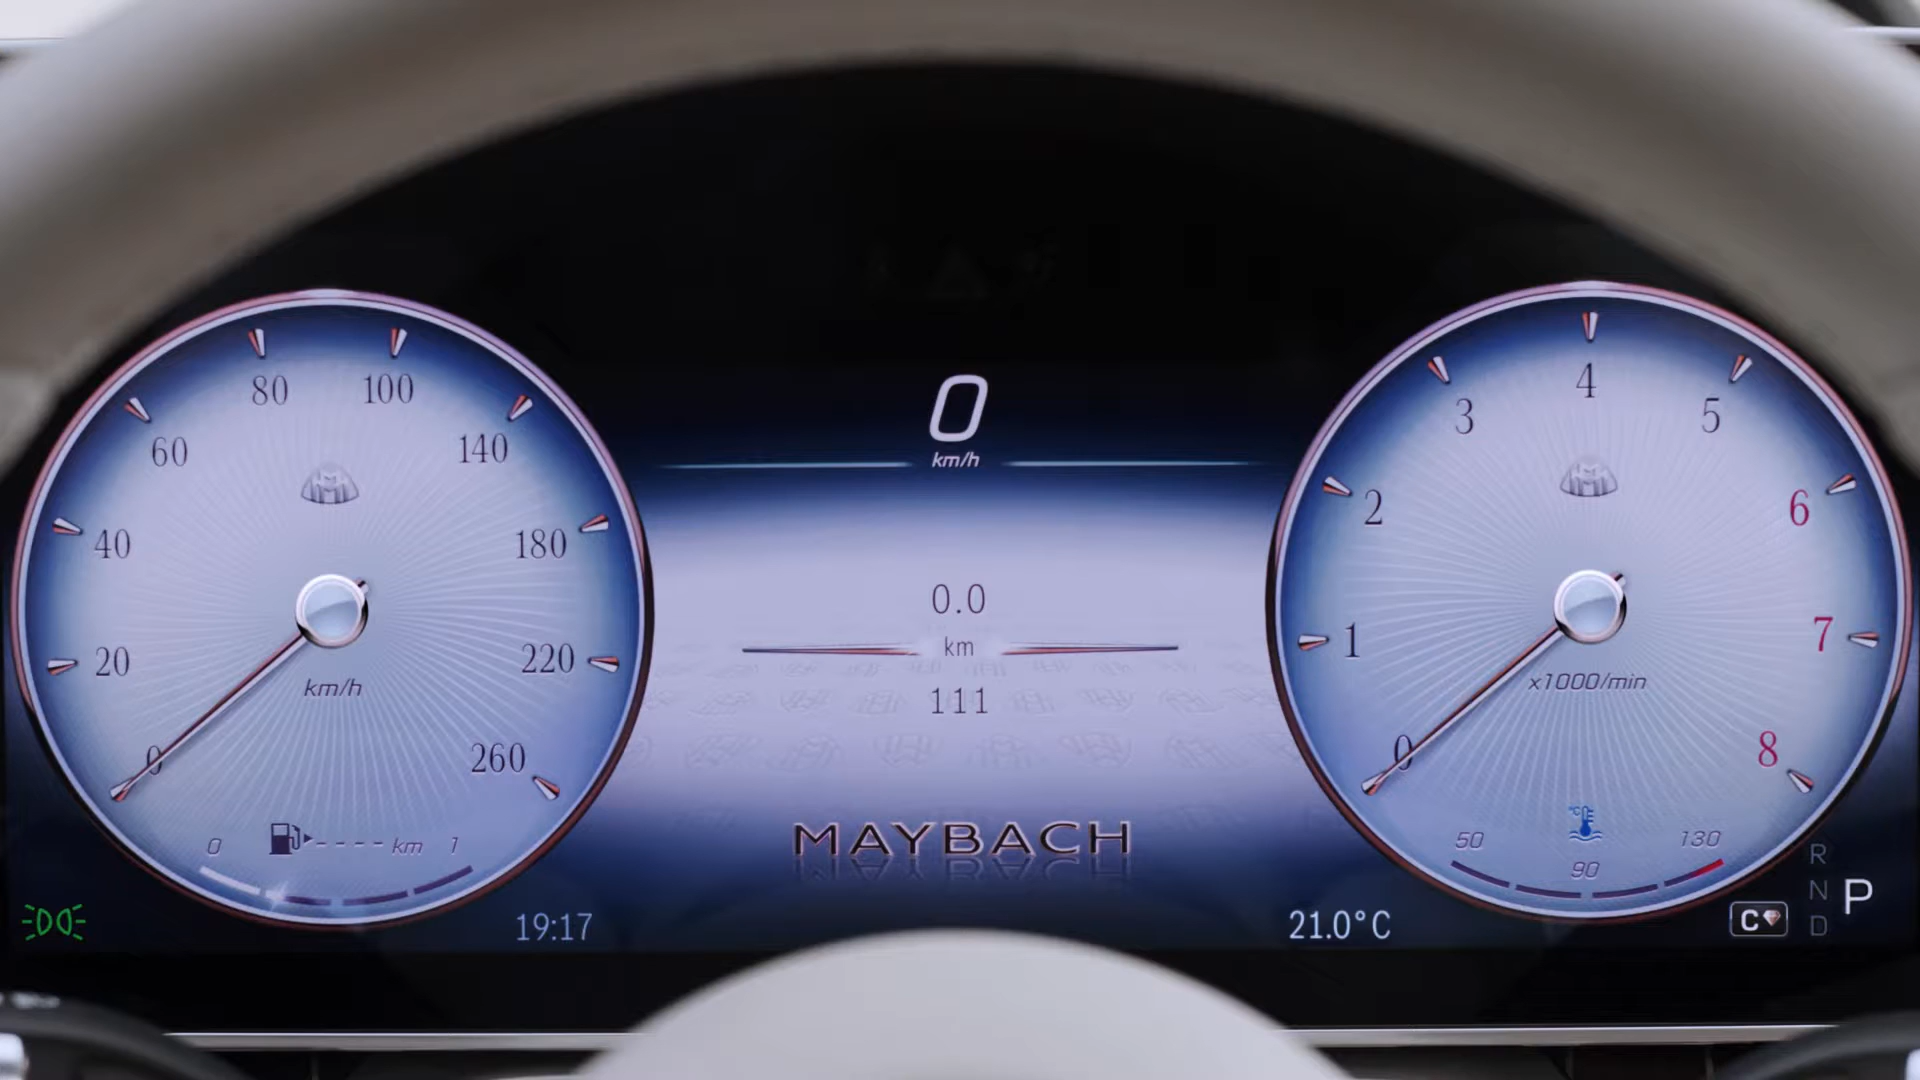 0
km/h
80 100
60 140
40 180
20 220
km/h
0 260
0 ---- km 1
19:17
0.0
km
111
MAYBACH
4
3 5
2 6
1 7
x1000/min
0 8
°C
50 90 130
21.0°C
C
R
N P
D